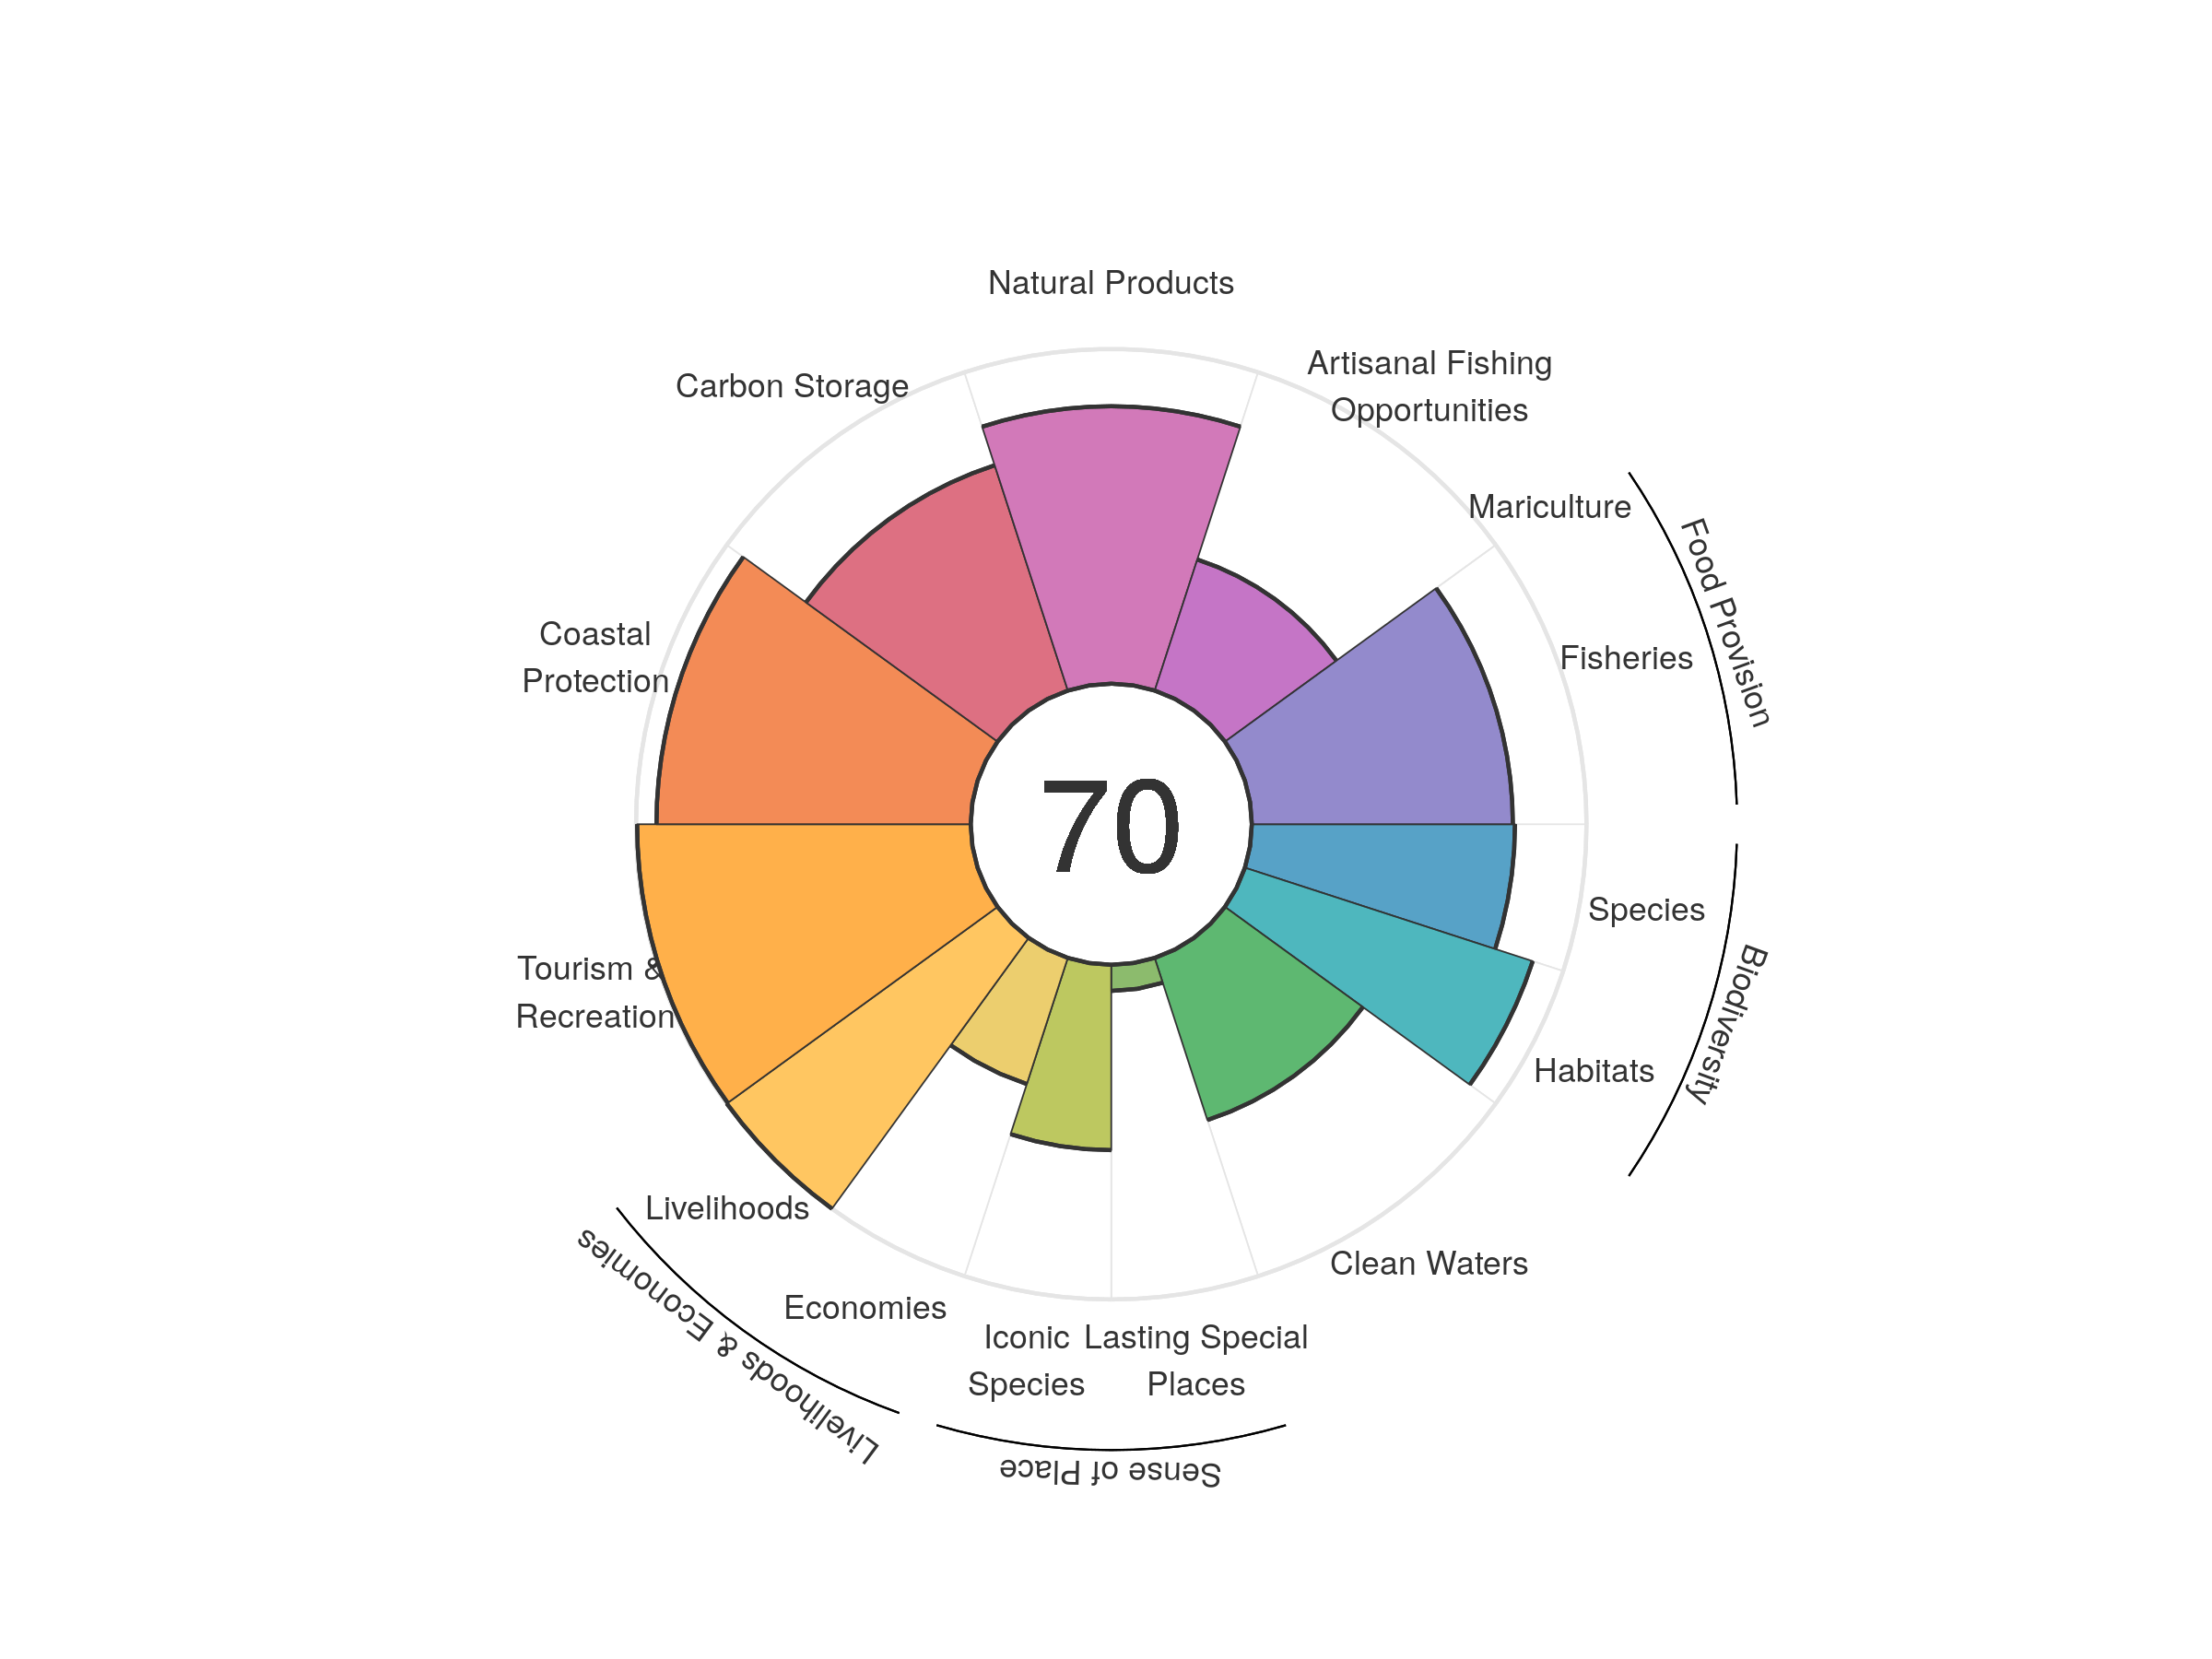 Natural Products
Artisanal Fishing
Opportunities
Carbon Storage
Mariculture
Food Provision
Coastal
Protection
Fisheries
70
Species
Biodiversity
Tourism &
Recreation
Habitats
Livelihoods
Clean Waters
Livelihoods & Economies
Economies
Iconic
Species
Lasting Special
Places
Sense of Place